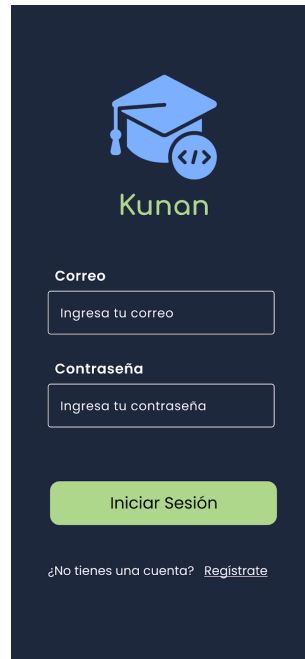 </>
Kunan
Correo
Ingresa tu correo
Contraseña
Ingresa tu contraseña
Iniciar Sesión
¿No tienes una cuenta? Regístrate